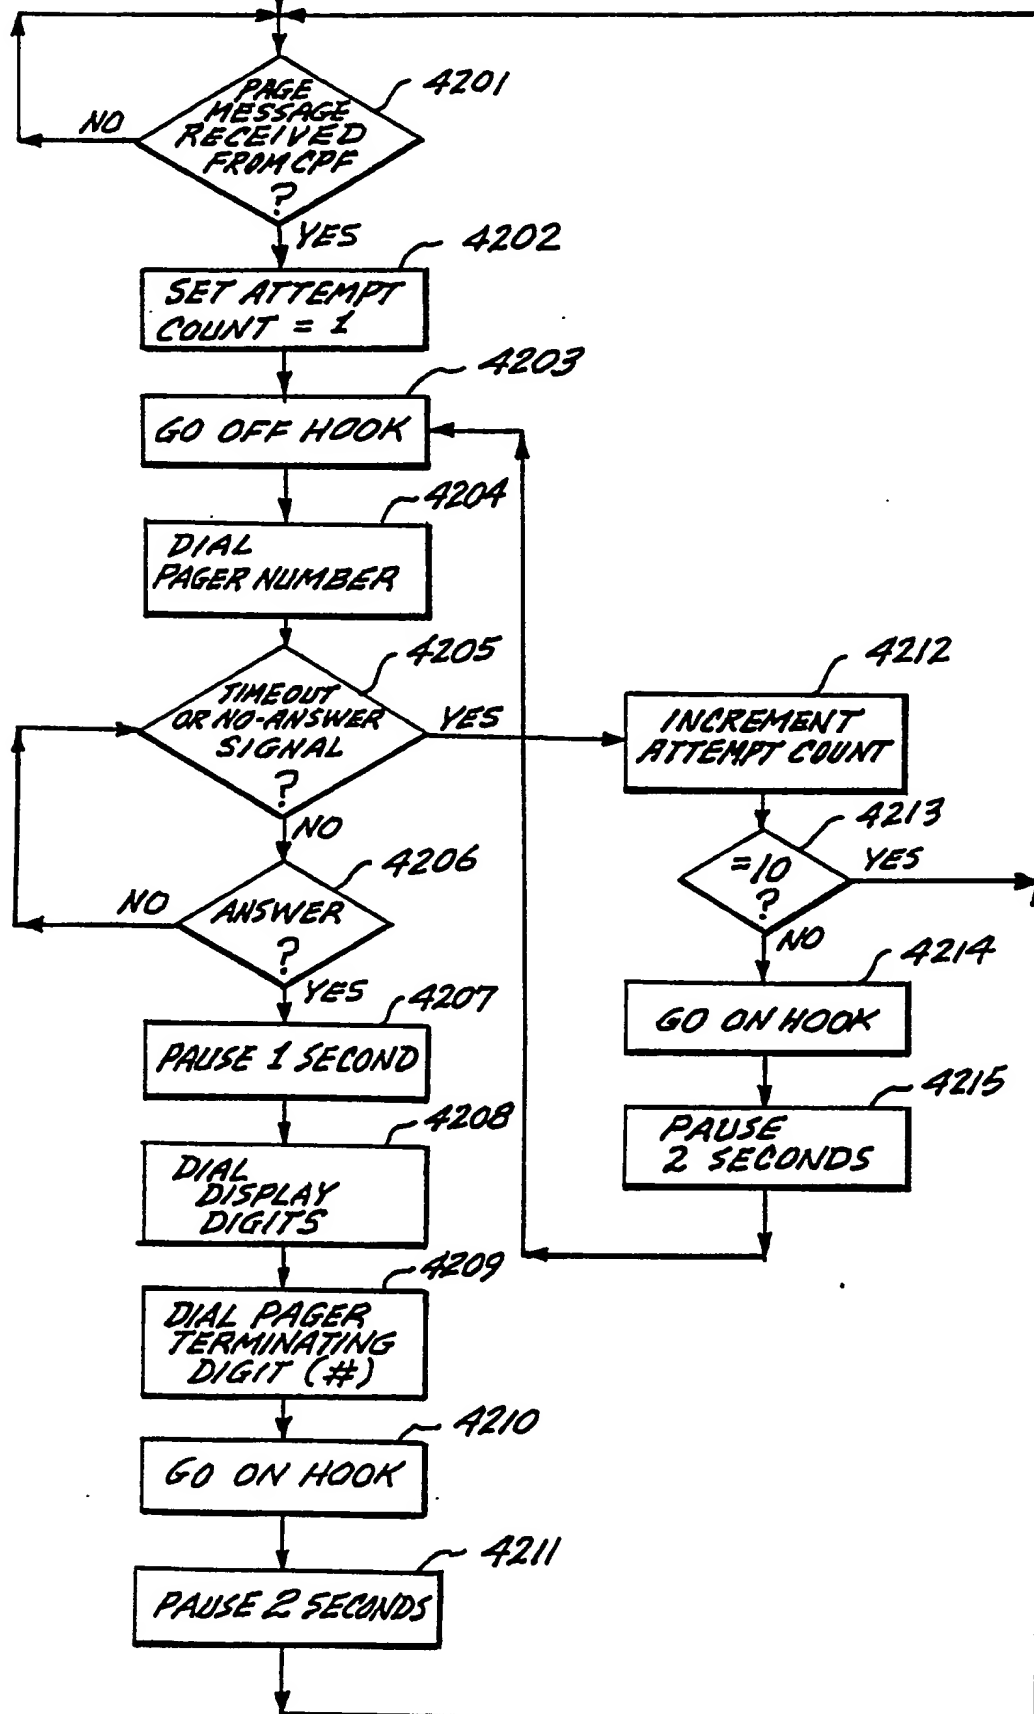 4201
PAGE
MESSAGE
RECEIVED
FROM CPF
?
NO
YES
4202
SET ATTEMPT
COUNT = 1
4203
GO OFF HOOK
4204
DIAL
PAGER NUMBER
4205
TIMEOUT
OR NO-ANSWER
SIGNAL
?
YES
NO
4206
ANSWER
?
NO
YES
4207
PAUSE 1 SECOND
4208
DIAL
DISPLAY
DIGITS
4209
DIAL PAGER
TERMINATING
DIGIT (#)
4210
GO ON HOOK
4211
PAUSE 2 SECONDS
4212
INCREMENT
ATTEMPT COUNT
4213
=10
?
YES
NO
4214
GO ON HOOK
4215
PAUSE
2 SECONDS